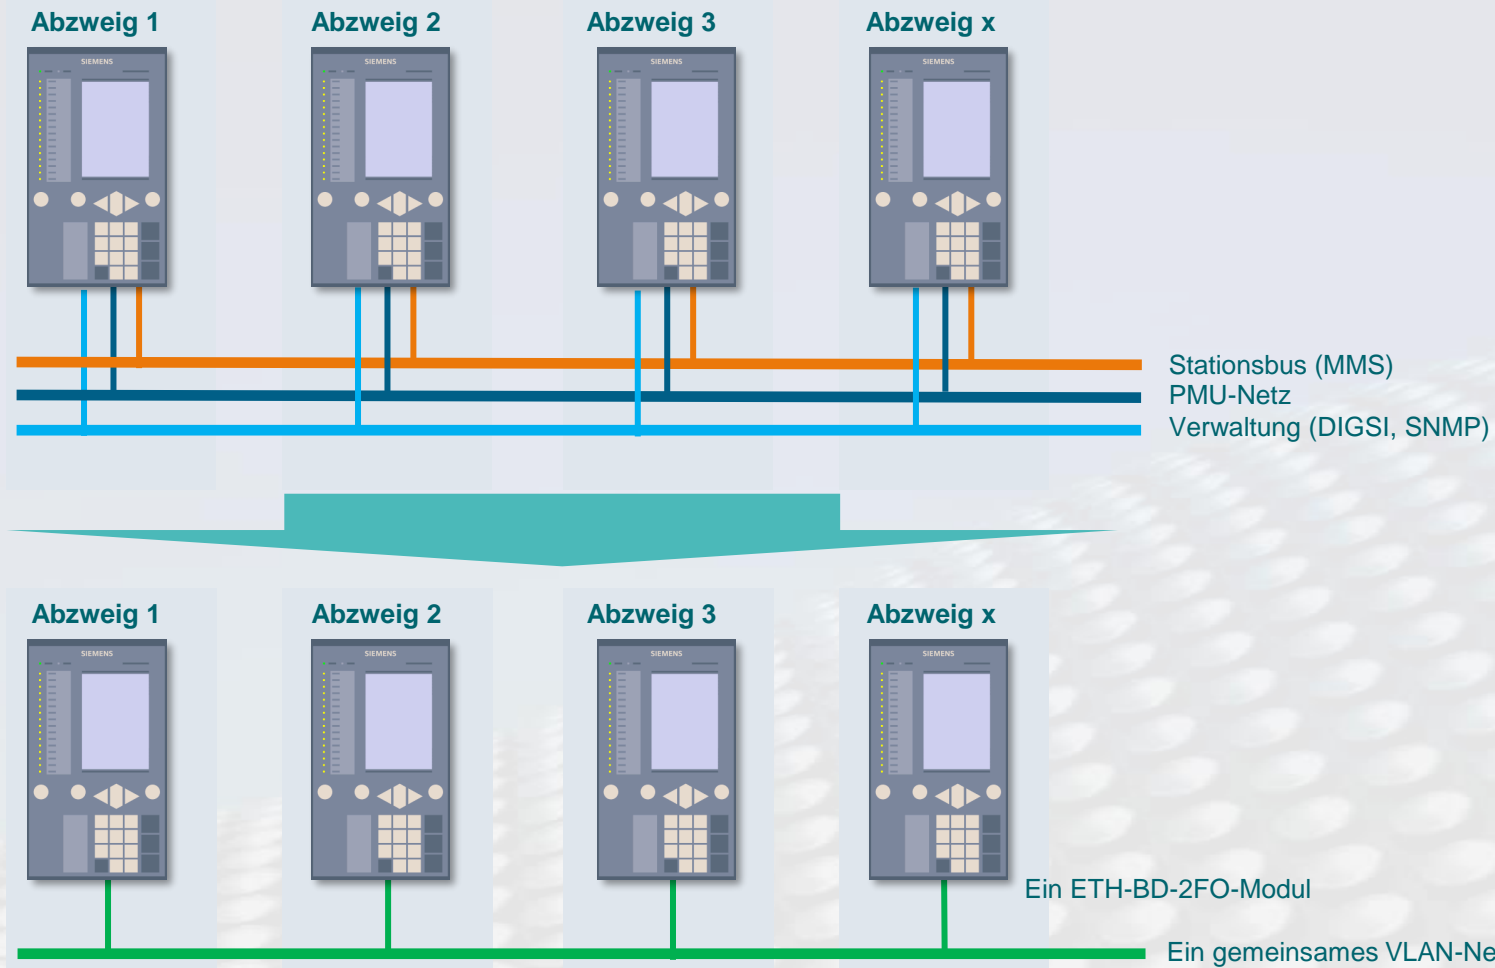 Abzweig 1
Abzweig 2
Abzweig 3
Abzweig x
SIEMENS
SIEMENS
SIEMENS
SIEMENS
Stationsbus (MMS)
PMU-Netz
Verwaltung (DIGSI, SNMP)
Abzweig 1
Abzweig 2
Abzweig 3
Abzweig x
SIEMENS
SIEMENS
SIEMENS
SIEMENS
Ein ETH-BD-2FO-Modul
Ein gemeinsames VLAN-Ne